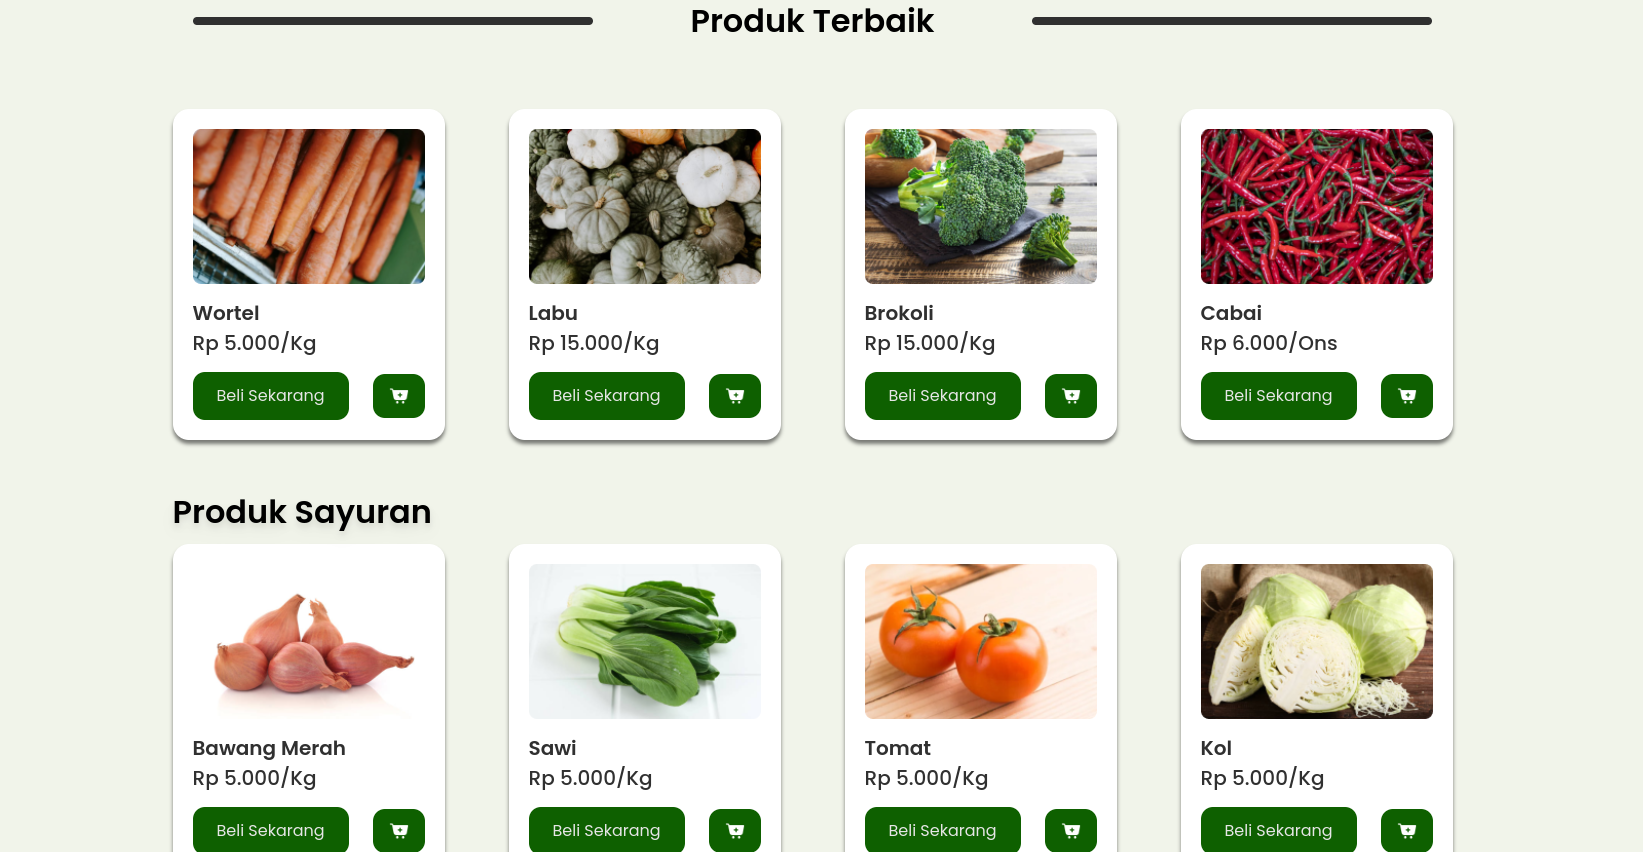 Produk Terbaik
Wortel
Rp 5.000/Kg
Beli Sekarang
Labu
Rp 15.000/Kg
Beli Sekarang
Brokoli
Rp 15.000/Kg
Beli Sekarang
Cabai
Rp 6.000/Ons
Beli Sekarang
Produk Sayuran
Bawang Merah
Rp 5.000/Kg
Beli Sekarang
Sawi
Rp 5.000/Kg
Beli Sekarang
Tomat
Rp 5.000/Kg
Beli Sekarang
Kol
Rp 5.000/Kg
Beli Sekarang